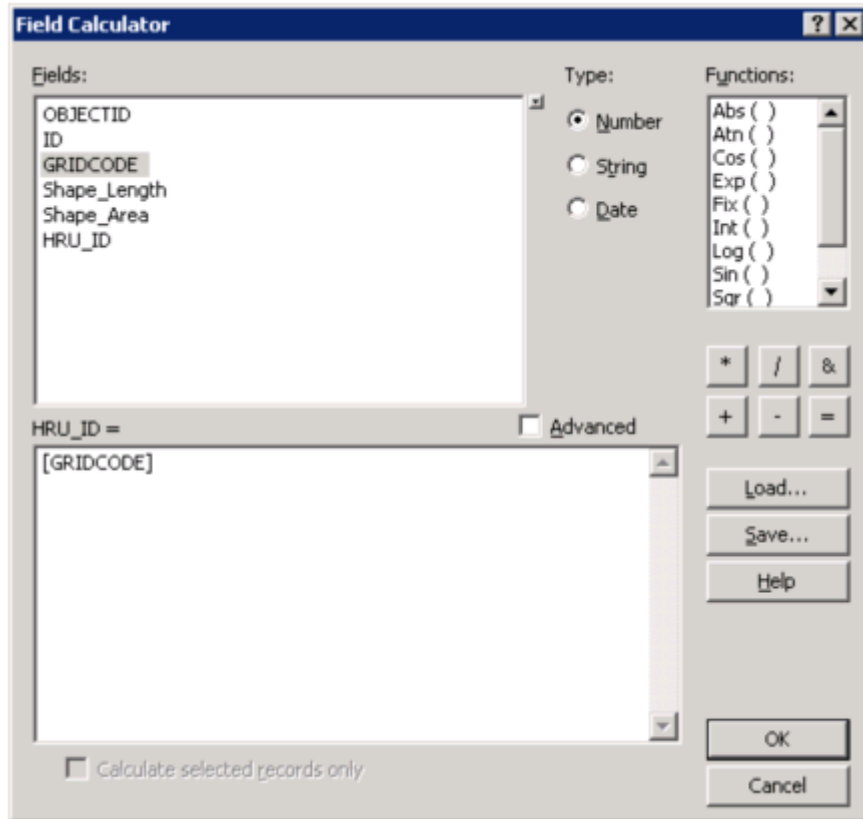 Field Calculator
Fields:
OBJECTID
ID
GRIDCODE
Shape_Length
Shape_Area
HRU_ID
Type:
Number
String
Date
Functions:
Abs ( )
Atn ( )
Cos ( )
Exp ( )
Fix ( )
Int ( )
Log ( )
Sin ( )
Sqr ( )
* / &
+ - =
HRU_ID =
Advanced
[GRIDCODE]
Load...
Save...
Help
Calculate selected records only
OK
Cancel